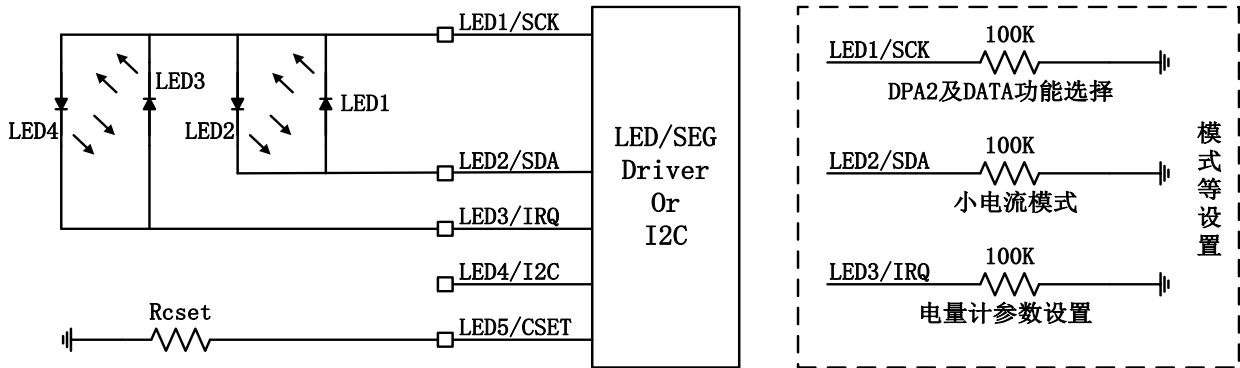 LED1/SCK
LED3
LED1
LED4
LED2
LED2/SDA
LED3/IRQ
LED4/I2C
Rcset
LED5/CSET
LED/SEG
Driver
Or
I2C
LED1/SCK
100K
DPA2及DATA功能选择
LED2/SDA
100K
小电流模式
LED3/IRQ
100K
电量计参数设置
模式等设置